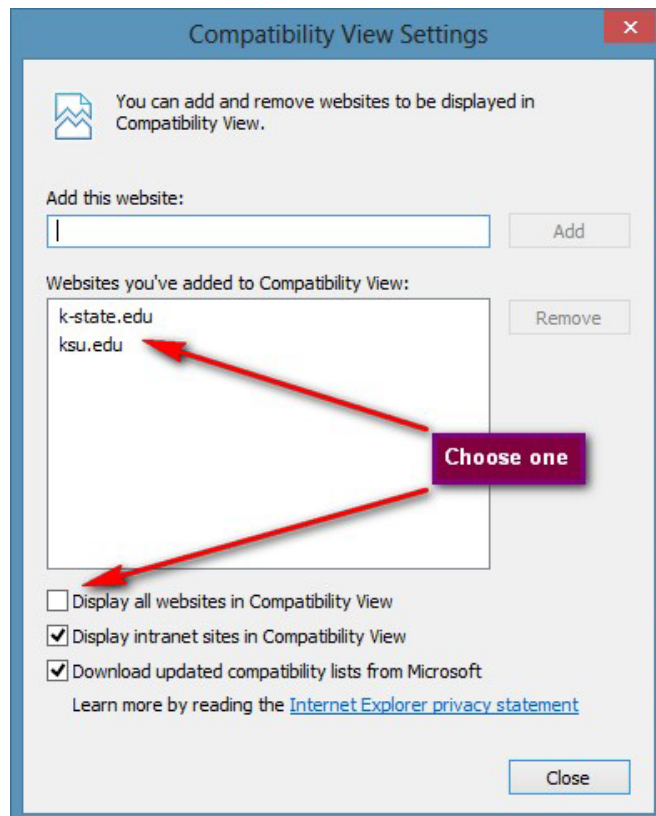 Compatibility View Settings
You can add and remove websites to be displayed in
Compatibility View.
Add this website:
Add
Websites you've added to Compatibility View:
k-state.edu
ksu.edu
Remove
Choose one
Display all websites in Compatibility View
Display intranet sites in Compatibility View
Download updated compatibility lists from Microsoft
Learn more by reading the Internet Explorer privacy statement
Close